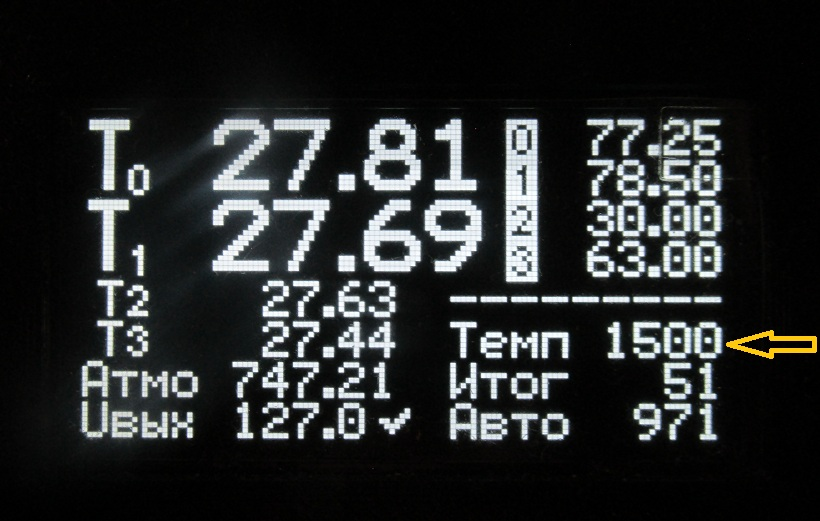 T0 27.81 0 77.25
T1 27.69 1 78.50
2 30.00
3 63.00
T2 27.63
T3 27.44 Темп 1500
Атмо 747.21 Итог 51
Uвых 127.0 ✓ Авто 971